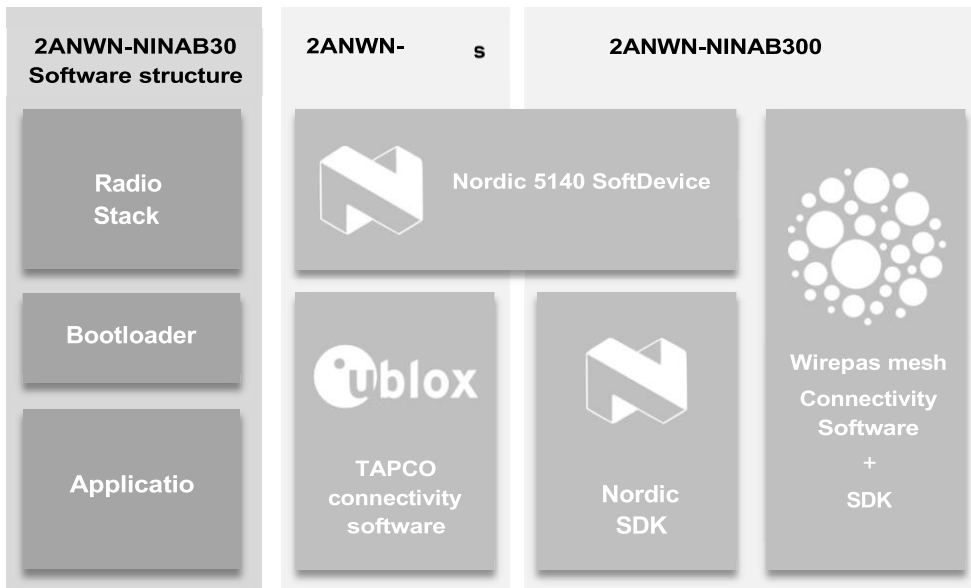 2ANWN-NINAB30
Software structure
2ANWN- s
2ANWN-NINAB300
Radio
Stack
Nordic 5140 SoftDevice
Bootloader
ublox
Wirepas mesh
Connectivity
Software
+
SDK
Applicatio
TAPCO
connectivity
software
Nordic
SDK